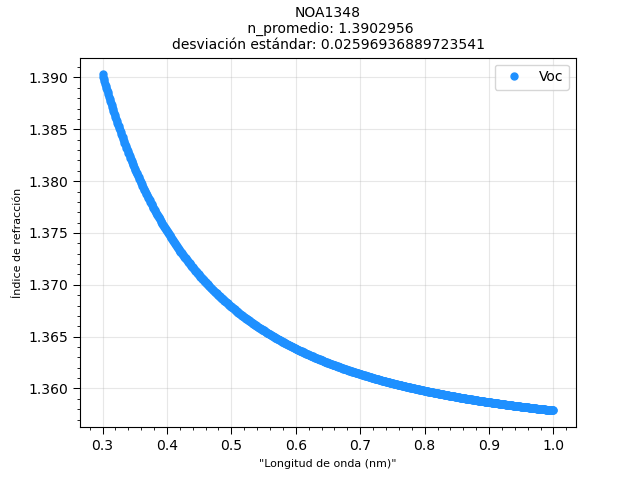 NOA1348
n_promedio: 1.3902956
desviación estándar: 0.02596936889723541
Voc
1.390
1.385
1.380
1.375
1.370
1.365
1.360
Índice de refracción
0.3 0.4 0.5 0.6 0.7 0.8 0.9 1.0
"Longitud de onda (nm)"